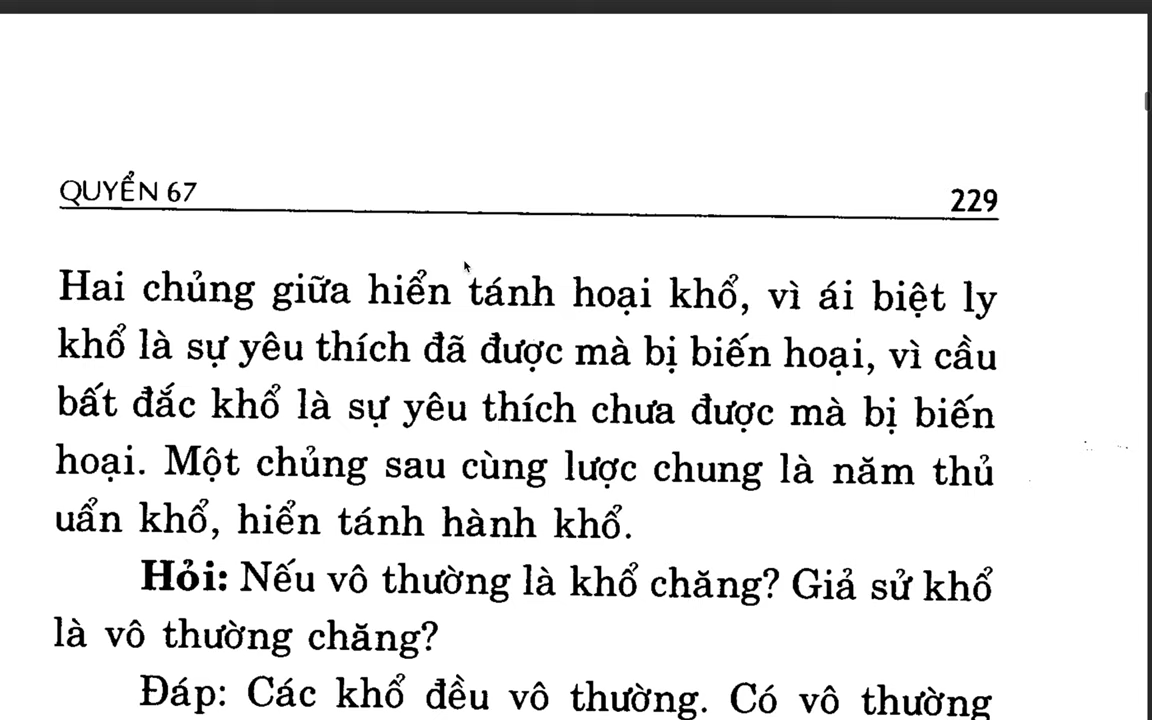 QUYỂN 67
229
Hai chủng giữa hiển tánh hoại khổ, vì ái biệt ly
khổ là sự yêu thích đã được mà bị biến hoại, vì cầu
bất đắc khổ là sự yêu thích chưa được mà bị biến
hoại. Một chủng sau cùng lược chung là năm thủ
uẩn khổ, hiển tánh hành khổ.
Hỏi: Nếu vô thường là khổ chăng? Giả sử khổ
là vô thường chăng?
Đáp: Các khổ đều vô thường. Có vô thường